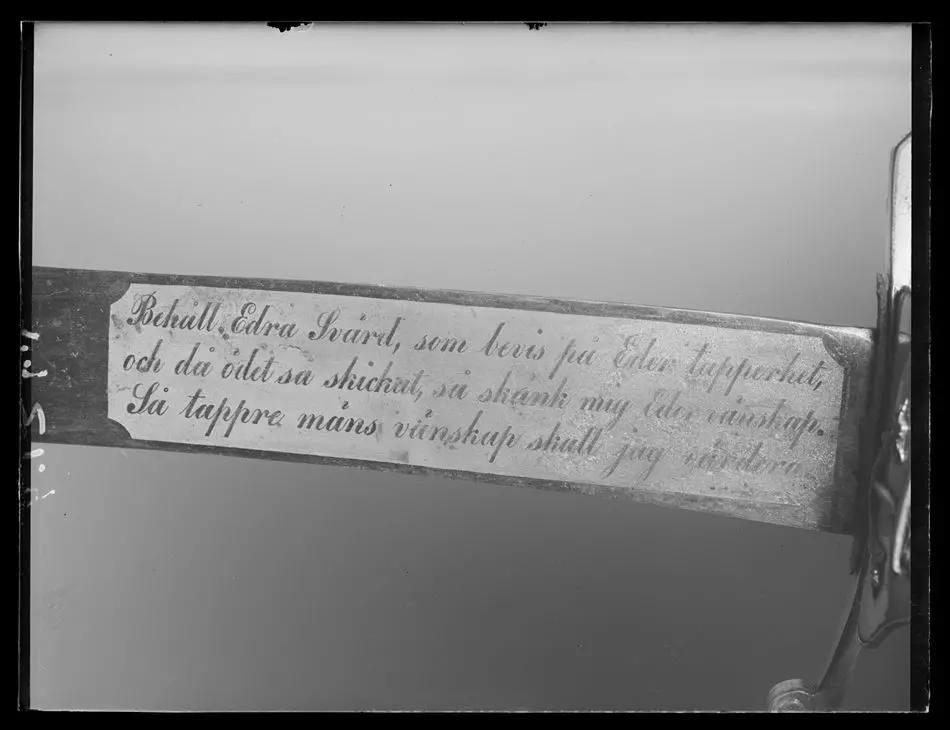 Behåll Edra Svärd, som bevis på Eder tapperhet,
och då ödet så skickat, så skänk mig Eder vänskap.
Så tappre mäns vänskap skall jag värdera